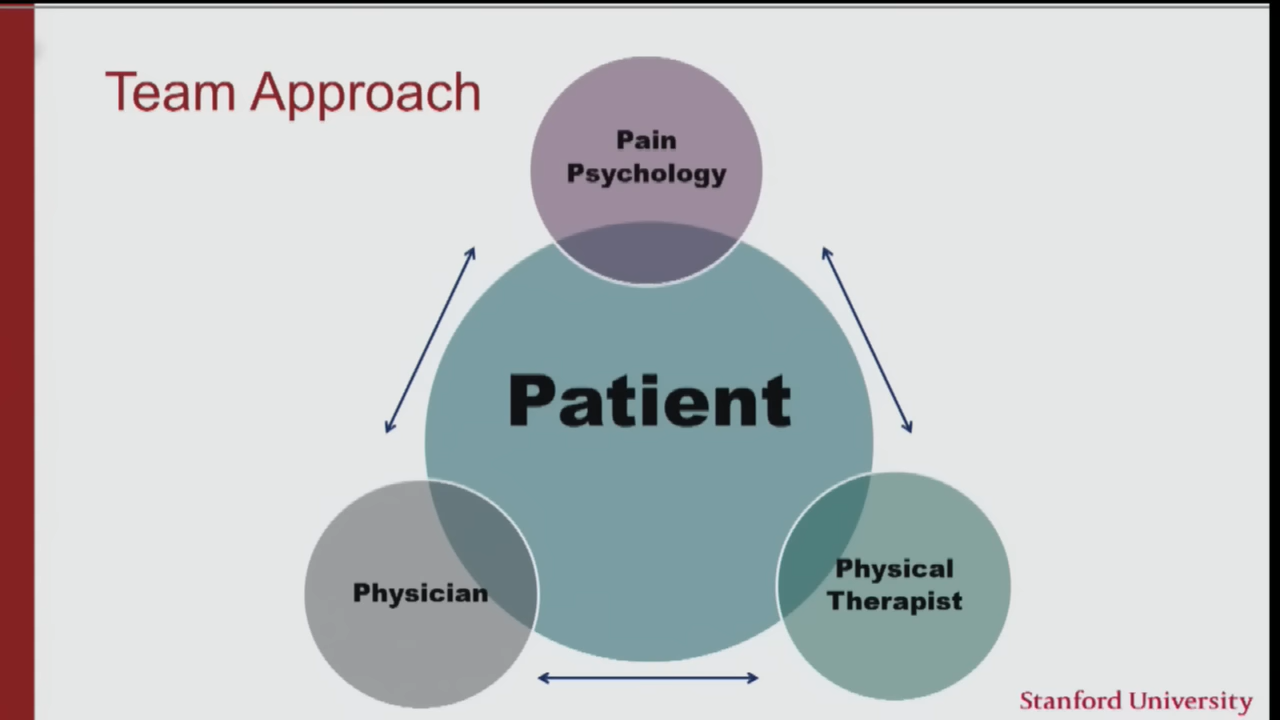 Team Approach
Pain
Psychology
Patient
Physician
Physical
Therapist
Stanford University